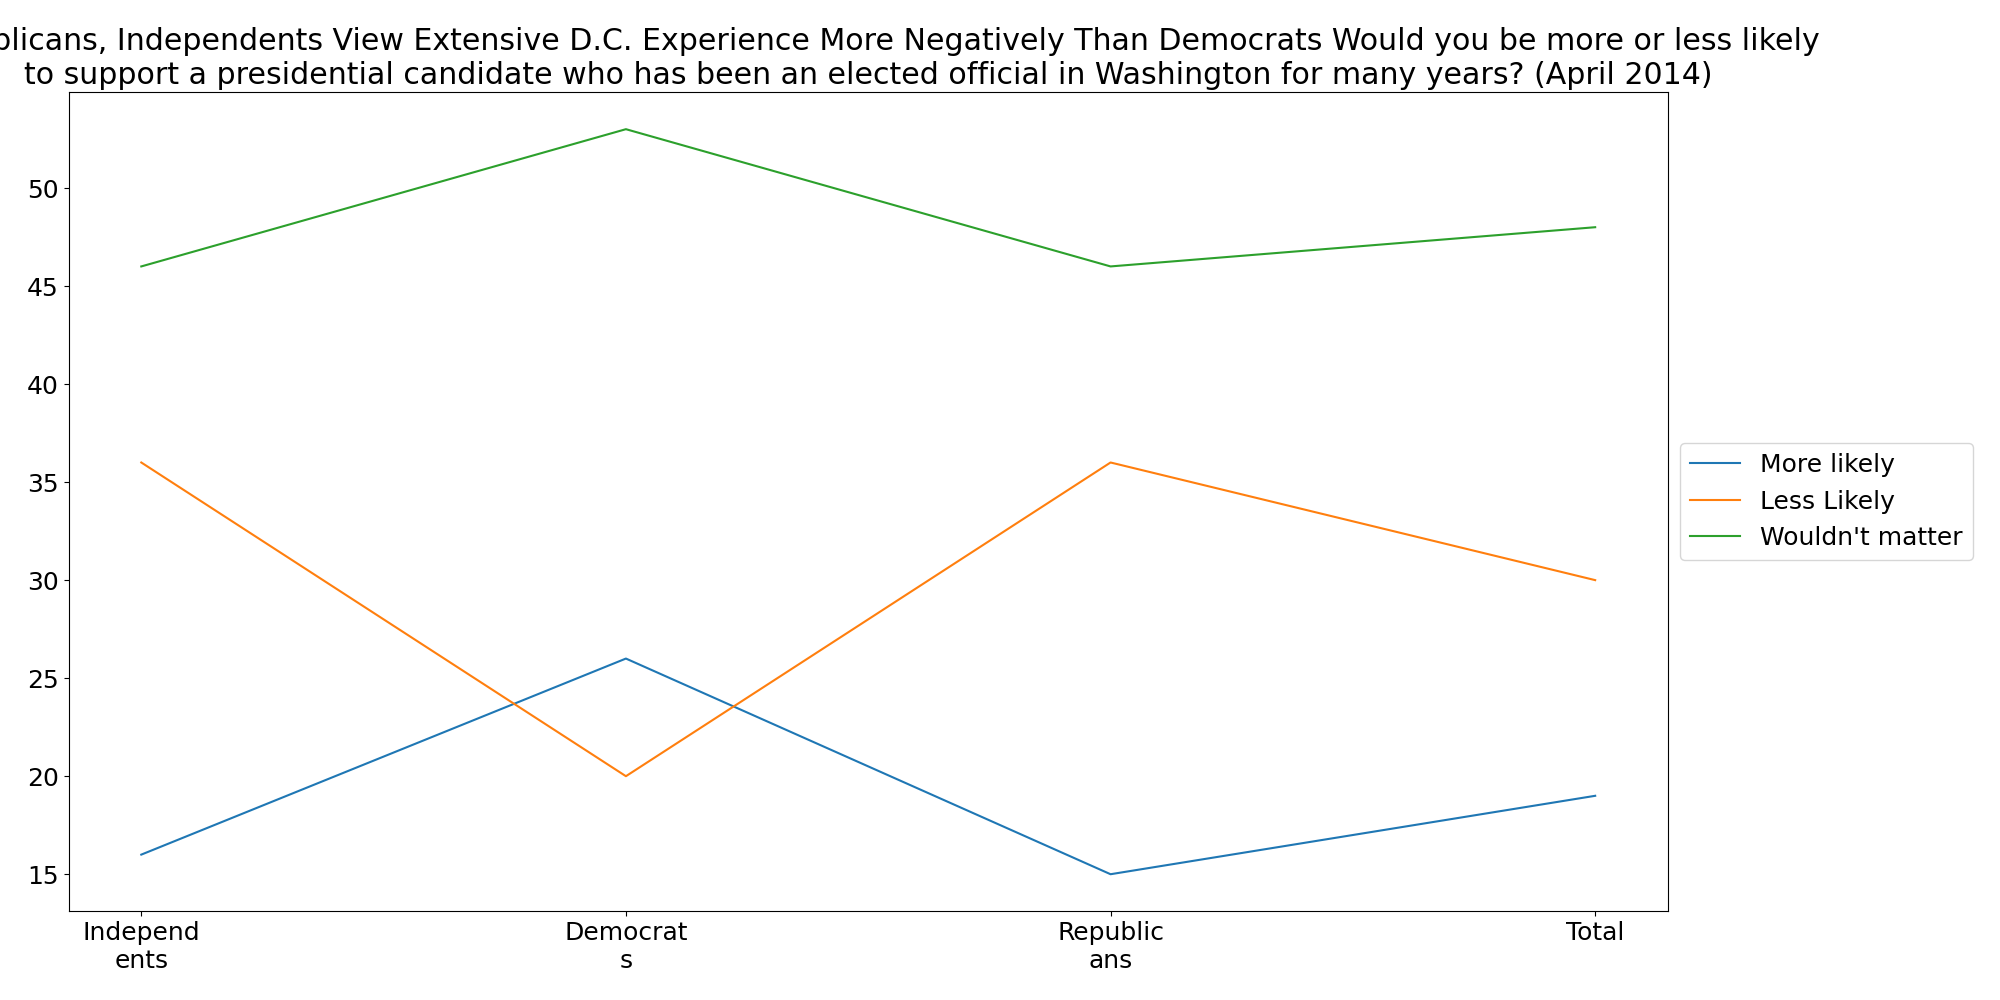 Independents View Extensive D.C. Experience More Negatively Than Democrats Would you be more or less likely
to support a presidential candidate who has been an elected official in Washington for many years? (April 2014)
50
45
40
35
30
25
20
15
Independ
ents
Democrat
s
Republic
ans
Total
More likely
Less Likely
Wouldn't matter